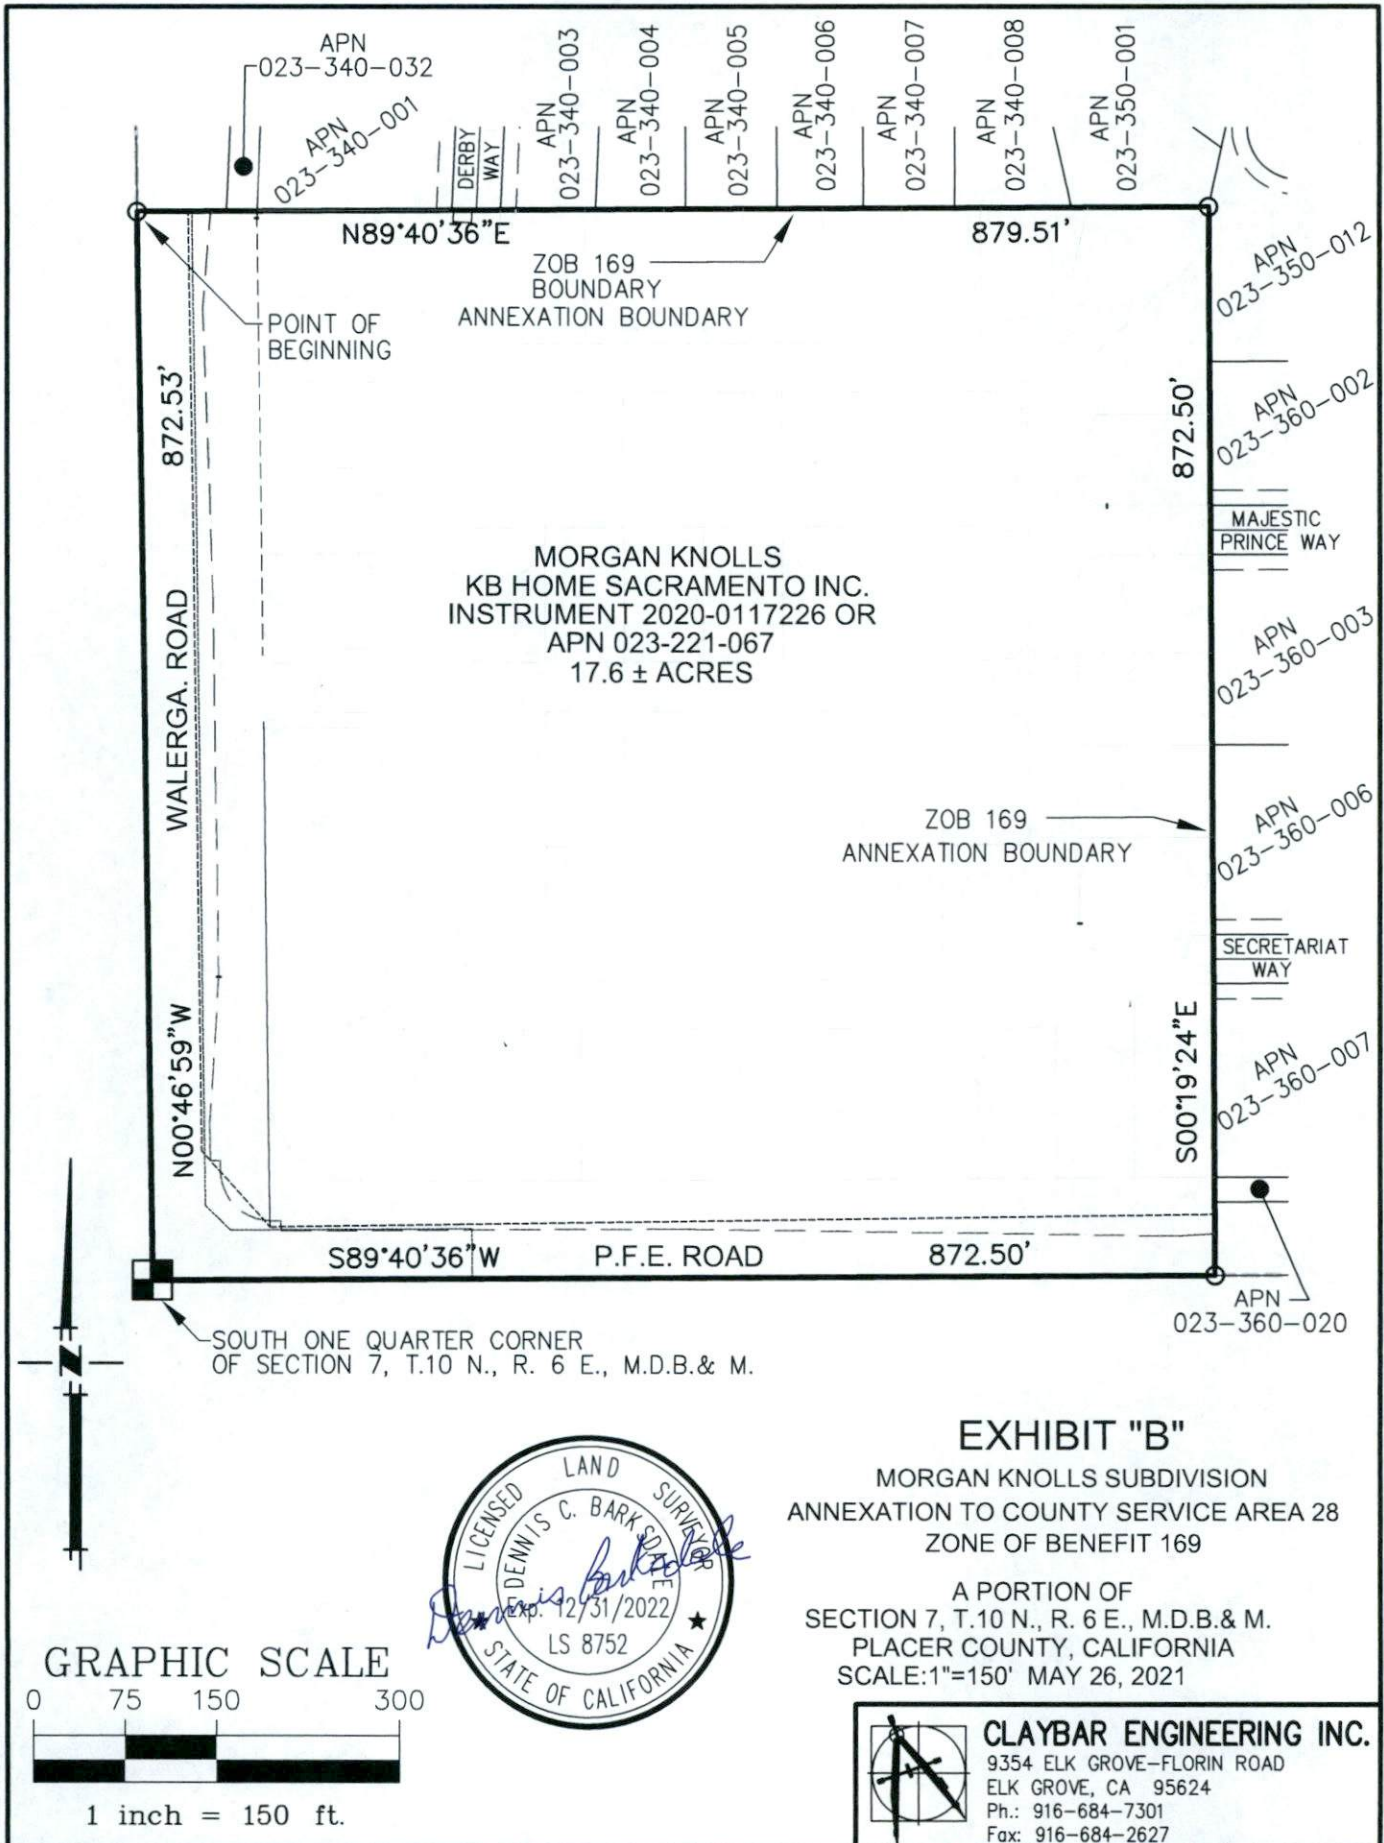 APN
023-340-032
APN
023-340-001
DERBY
WAY
APN
023-340-003
APN
023-340-004
APN
023-340-005
APN
023-340-006
APN
023-340-007
APN
023-340-008
APN
023-350-001
N89°40'36"E
879.51'
ZOB 169
BOUNDARY
ANNEXATION BOUNDARY
POINT OF
BEGINNING
APN
023-350-012
872.53'
872.50'
APN
023-360-002
MAJESTIC
PRINCE WAY
MORGAN KNOLLS
KB HOME SACRAMENTO INC.
INSTRUMENT 2020-0117226 OR
APN 023-221-067
17.6 ± ACRES
WALERGA. ROAD
APN
023-360-003
ZOB 169
ANNEXATION BOUNDARY
APN
023-360-006
SECRETARIAT
WAY
N00°46'59"W
S00°19'24"E
APN
023-360-007
S89°40'36"W
P.F.E. ROAD
872.50'
APN
023-360-020
SOUTH ONE QUARTER CORNER
OF SECTION 7, T.10 N., R. 6 E., M.D.B.& M.
N
EXHIBIT "B"
MORGAN KNOLLS SUBDIVISION
ANNEXATION TO COUNTY SERVICE AREA 28
ZONE OF BENEFIT 169
A PORTION OF
SECTION 7, T.10 N., R. 6 E., M.D.B.& M.
PLACER COUNTY, CALIFORNIA
SCALE:1"=150' MAY 26, 2021
LICENSED LAND SURVEYOR
DENNIS C. BARKSDALE
Dennis Barksdale
Exp. 12/31/2022
LS 8752
STATE OF CALIFORNIA
GRAPHIC SCALE
0 75 150 300
1 inch = 150 ft.
CLAYBAR ENGINEERING INC.
9354 ELK GROVE-FLORIN ROAD
ELK GROVE, CA 95624
Ph.: 916-684-7301
Fax: 916-684-2627